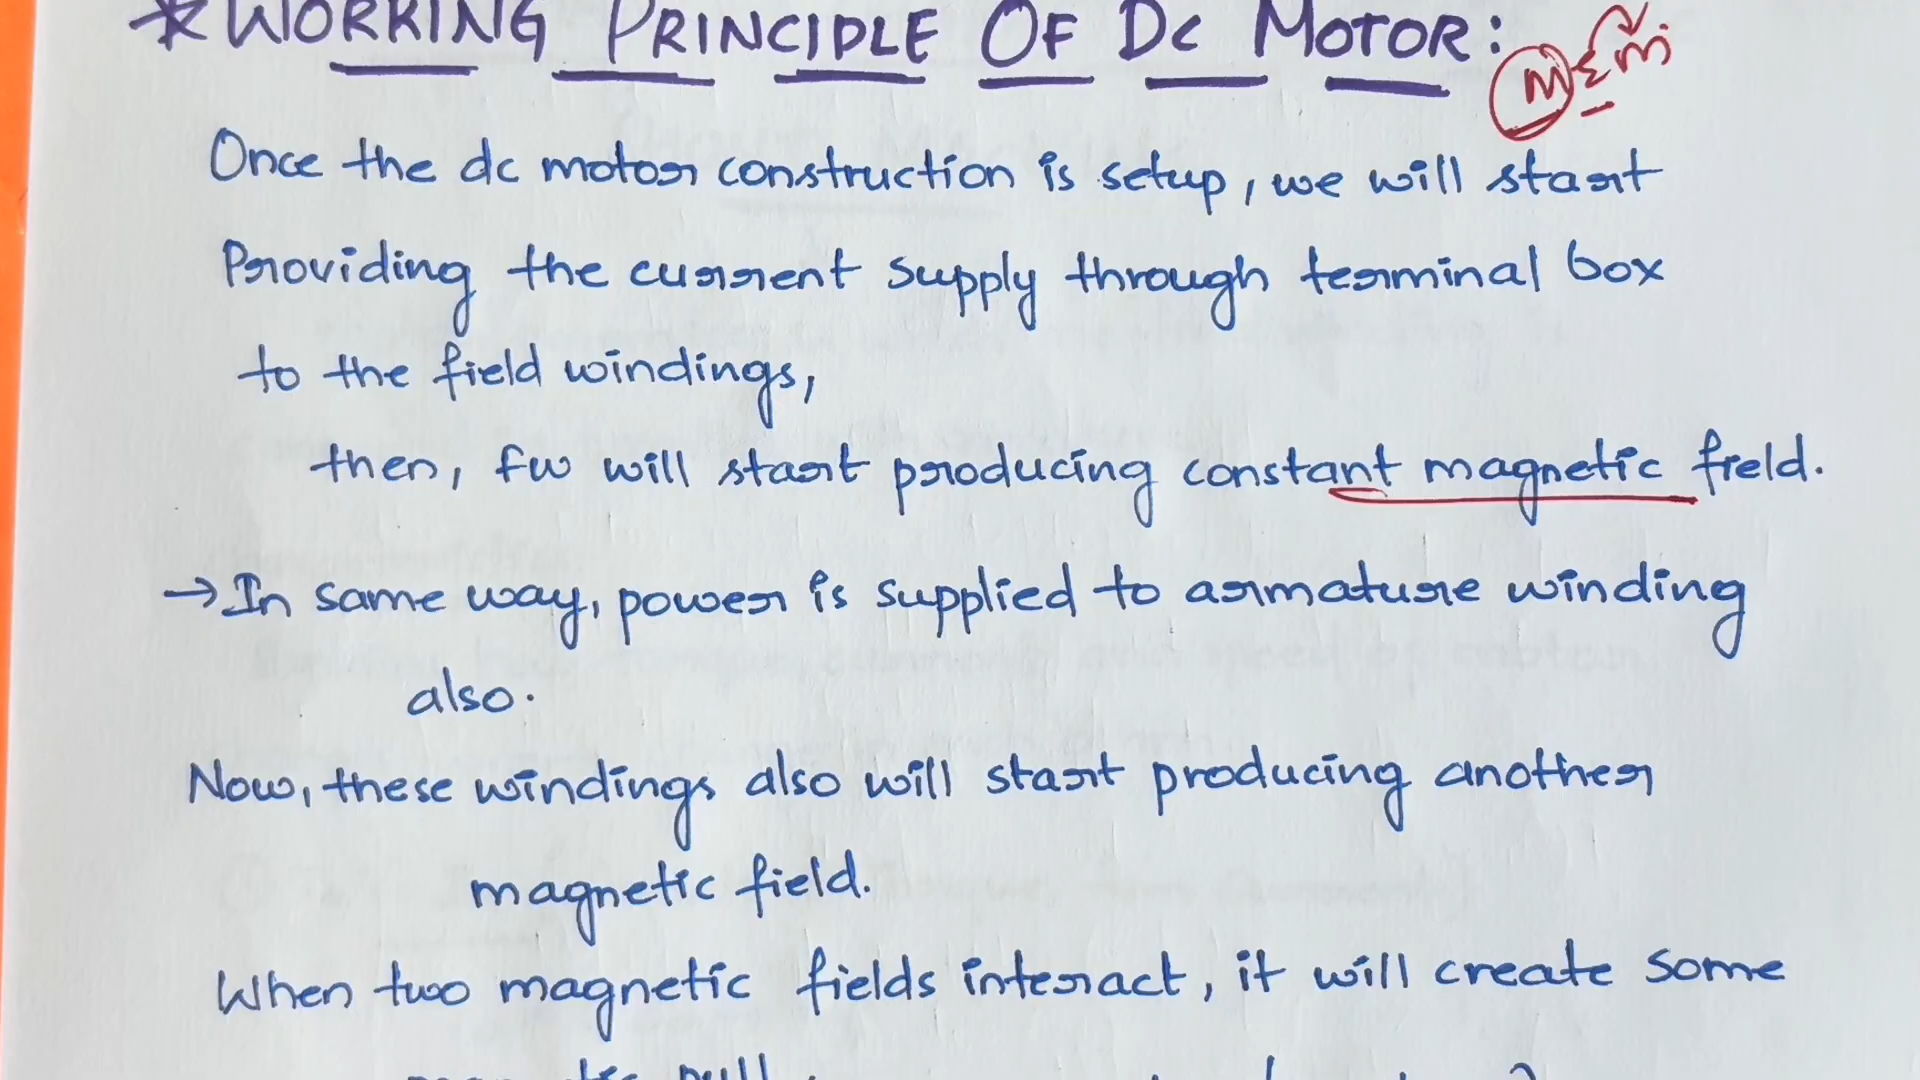 *WORKING PRINCIPLE OF DC MOTOR:
Once the dc motor construction is setup, we will start
Providing the current supply through terminal box
to the field windings,
then, fw will start producing constant magnetic field.
→ In same way, power is supplied to armature winding
also.
Now, these windings also will start producing another
magnetic field.
When two magnetic fields interact, it will create some